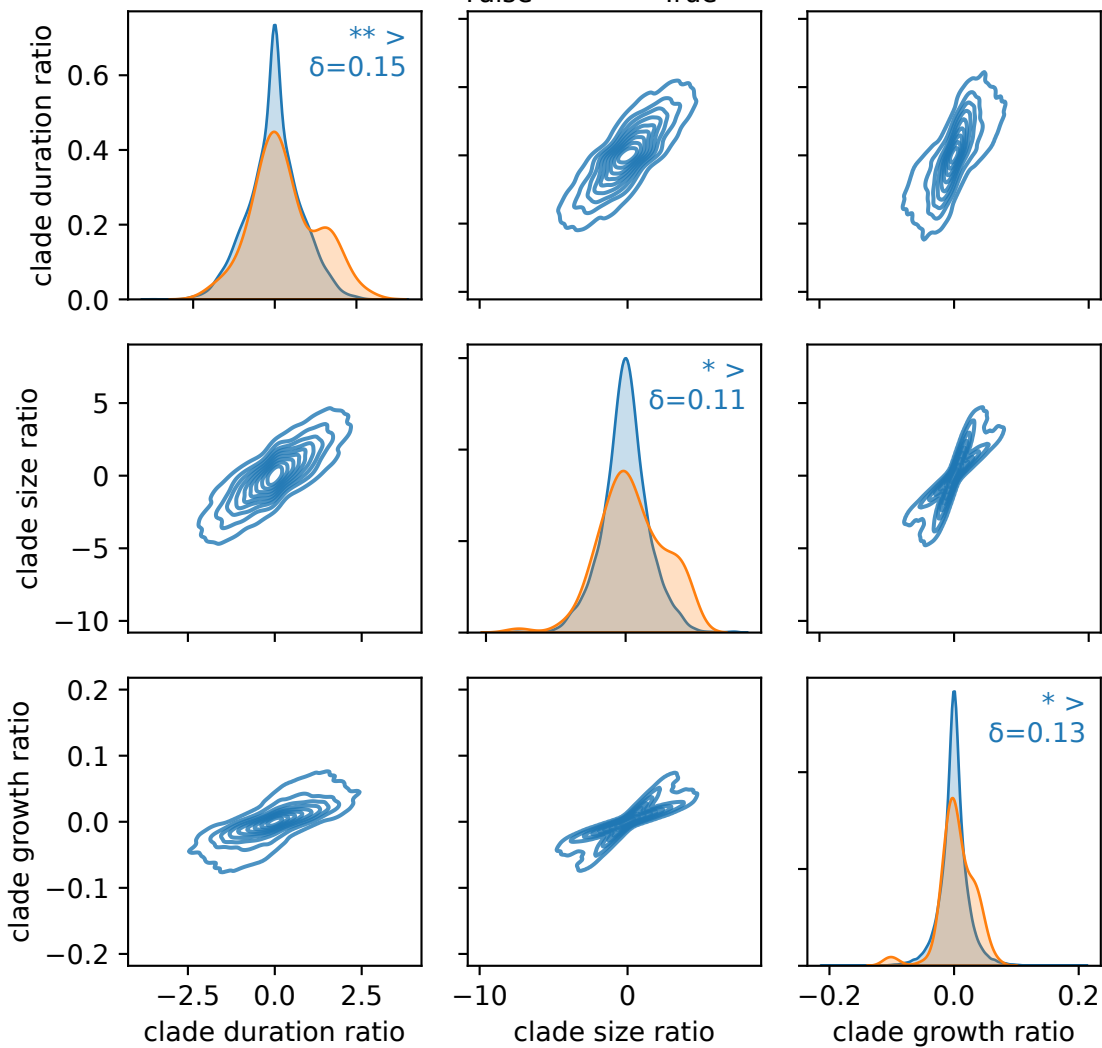 False True
clade duration ratio
0.6
0.4
0.2
0.0
** >
δ=0.15
clade size ratio
5
0
−5
−10
* >
δ=0.11
clade growth ratio
0.2
0.1
0.0
−0.1
−0.2
* >
δ=0.13
−2.5 0.0 2.5
−10 0
−0.2 0.0 0.2
clade duration ratio
clade size ratio
clade growth ratio